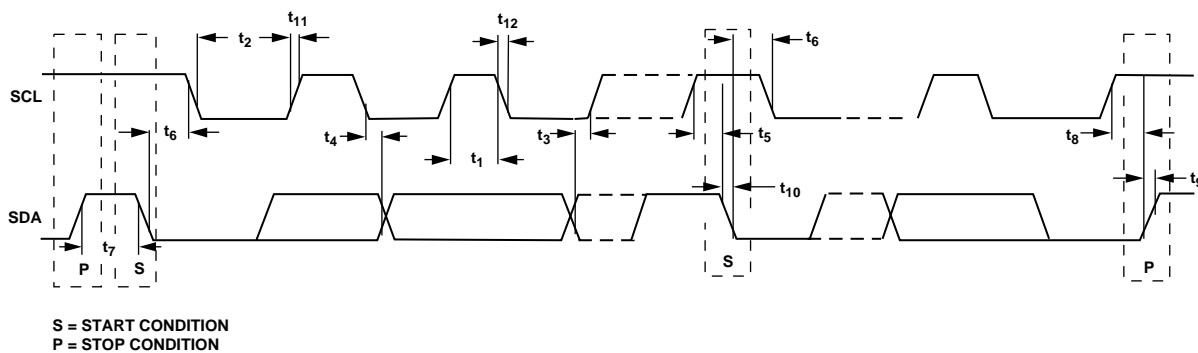 t11
t12
t2
t6
SCL
t6
t4
t3
t5
t8
t1
t10
t9
SDA
t7
P
S
S
P
S = START CONDITION
P = STOP CONDITION